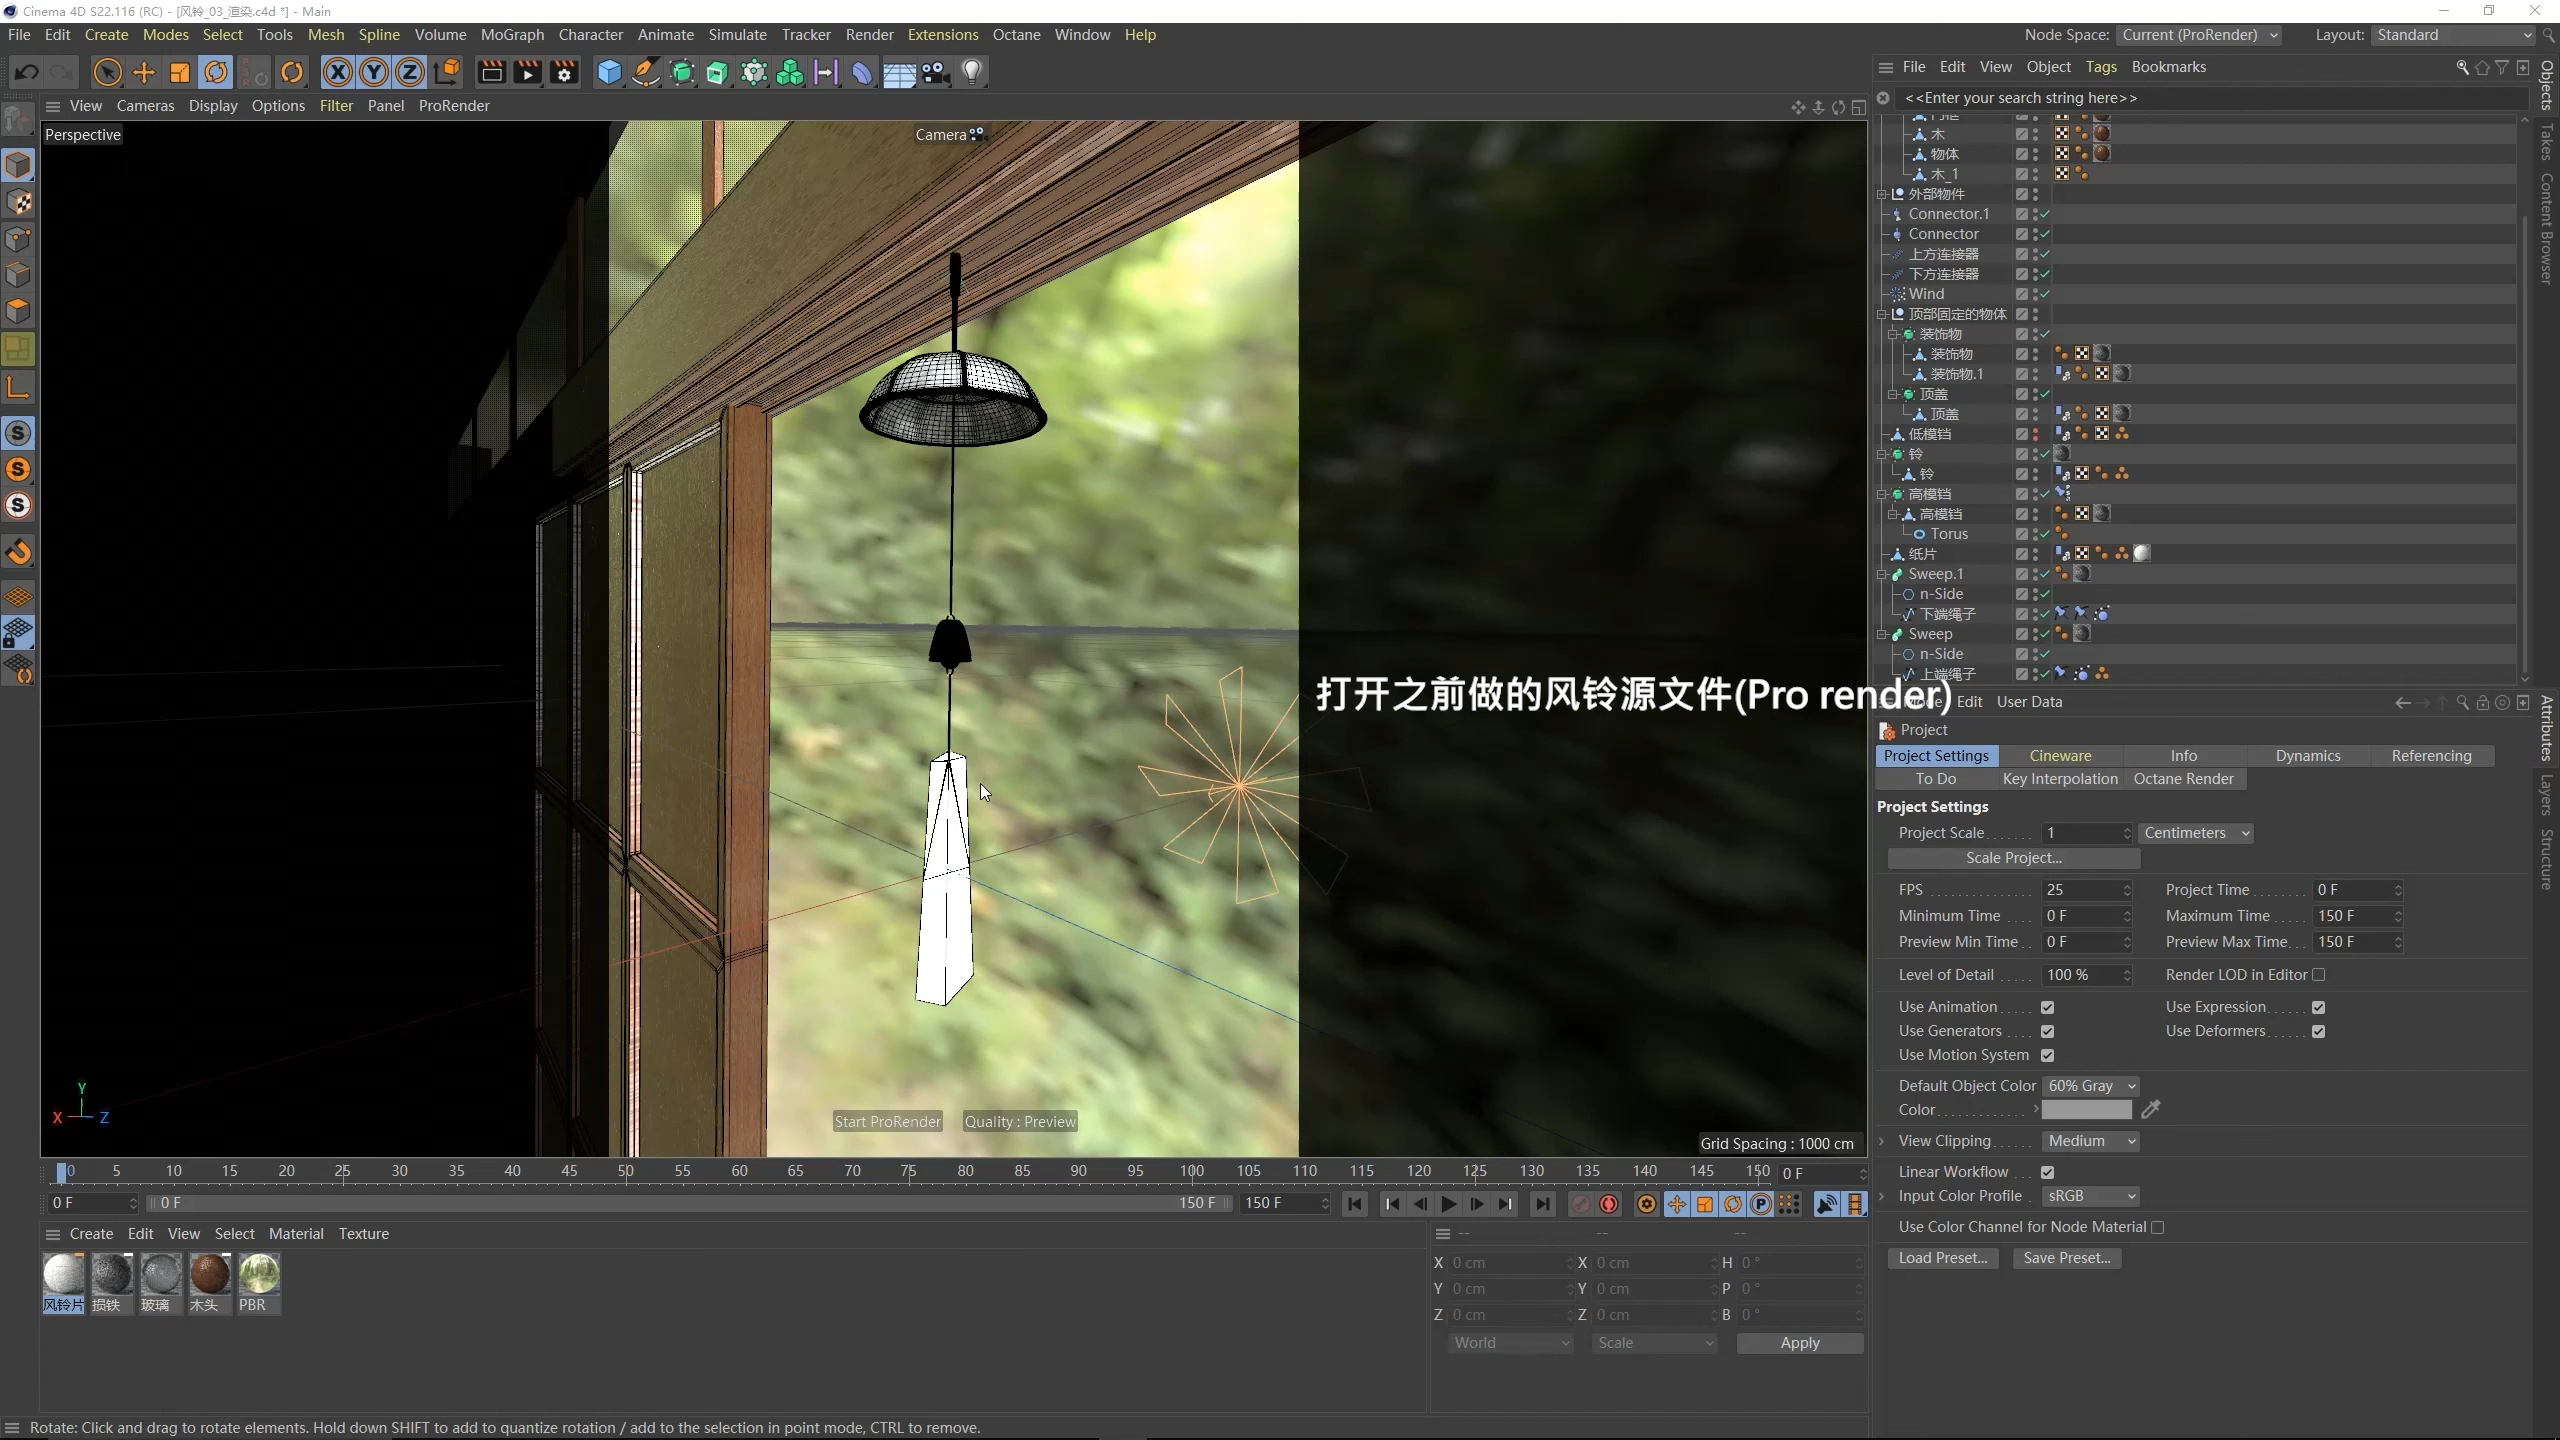 Cinema 4D S22.116 (RC) - [风铃_03_渲染.c4d *] - Main
File Edit Create Modes Select Tools Mesh Spline Volume MoGraph Character Animate Simulate Tracker Render Extensions Octane Window Help
Node Space: Current (ProRender) Layout: Standard
File Edit View Object Tags Bookmarks
<<Enter your search string here>>
View Cameras Display Options Filter Panel ProRender
Perspective
Camera
木
物体
木_1
外部物件
Connector.1
Connector
上方连接器
下方连接器
Wind
顶部固定的物体
装饰物
装饰物
装饰物.1
顶盖
顶盖
低模铛
铃
铃
高模铛
高模铛
Torus
纸片
Sweep.1
n-Side
下端绳子
Sweep
n-Side
上端绳子
Objects
Takes
Content Browser
打开之前做的风铃源文件(Pro render)
Edit User Data
Project
Project Settings Cineware Info Dynamics Referencing
To Do Key Interpolation Octane Render
Project Settings
Project Scale 1 Centimeters
Scale Project...
FPS 25 Project Time 0 F
Minimum Time 0 F Maximum Time 150 F
Preview Min Time 0 F Preview Max Time 150 F
Level of Detail 100 % Render LOD in Editor
Use Animation Use Expression
Use Generators Use Deformers
Use Motion System
Default Object Color 60% Gray
Color
View Clipping Medium
Linear Workflow
Input Color Profile sRGB
Use Color Channel for Node Material
Load Preset... Save Preset...
Attributes
Layers
Structure
Y
X Z
Start ProRender Quality : Preview
Grid Spacing : 1000 cm
0 5 10 15 20 25 30 35 40 45 50 55 60 65 70 75 80 85 90 95 100 105 110 115 120 125 130 135 140 145 150 0 F
0 F 0 F 150 F 150 F
Create Edit View Select Material Texture
风铃片 损铁 玻璃 木头 PBR
-- -- --
X 0 cm X 0 cm H 0 °
Y 0 cm Y 0 cm P 0 °
Z 0 cm Z 0 cm B 0 °
World Scale Apply
Rotate: Click and drag to rotate elements. Hold down SHIFT to add to quantize rotation / add to the selection in point mode, CTRL to remove.